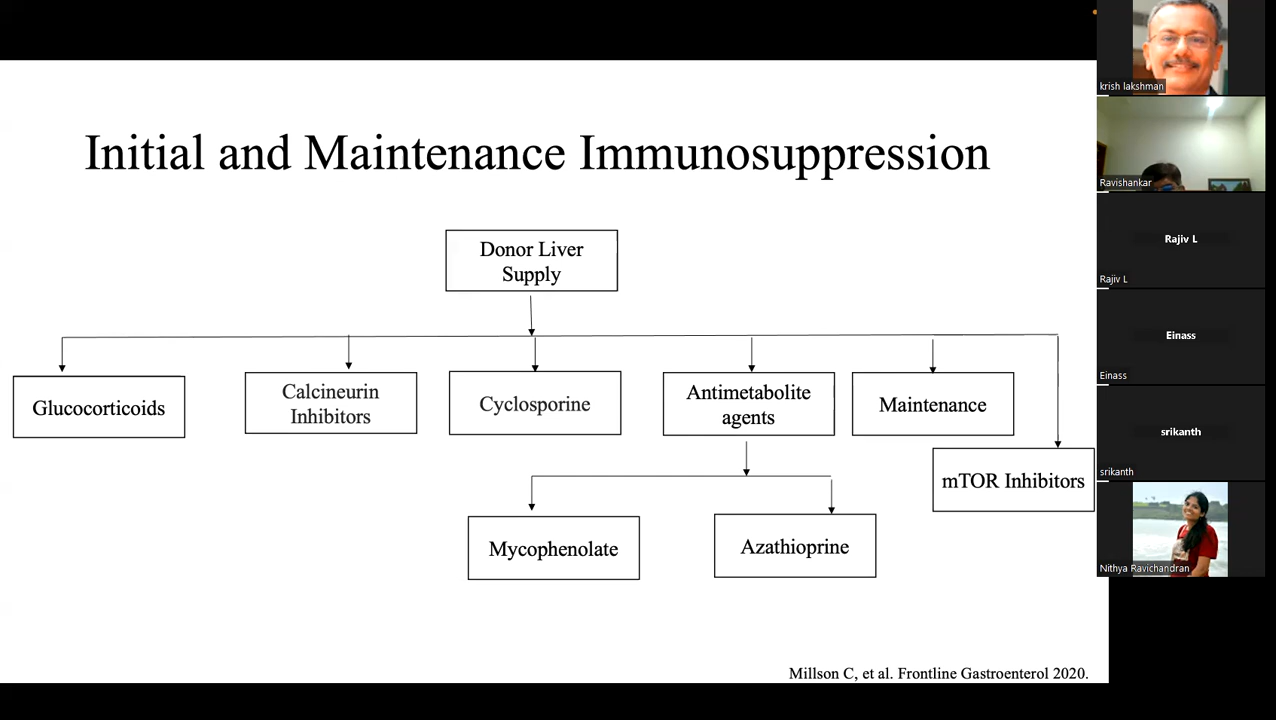 Initial and Maintenance Immunosuppression
Donor Liver
Supply
Glucocorticoids
Calcineurin
Inhibitors
Cyclosporine
Antimetabolite
agents
Maintenance
mTOR Inhibitors
Mycophenolate
Azathioprine
Millson C, et al. Frontline Gastroenterol 2020.
krish lakshman
Ravishankar
Rajiv L
Rajiv L
Einass
Einass
srikanth
srikanth
Nithya Ravichandran